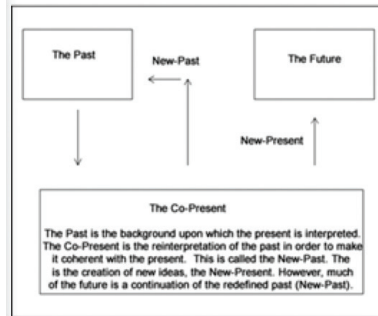 The Past
New-Past
The Future
New-Present
The Co-Present
The Past is the background upon which the present is interpreted.
The Co-Present is the reinterpretation of the past in order to make
it coherent with the present. This is called the New-Past. The
is the creation of new ideas, the New-Present. However, much
of the future is a continuation of the redefined past (New-Past).